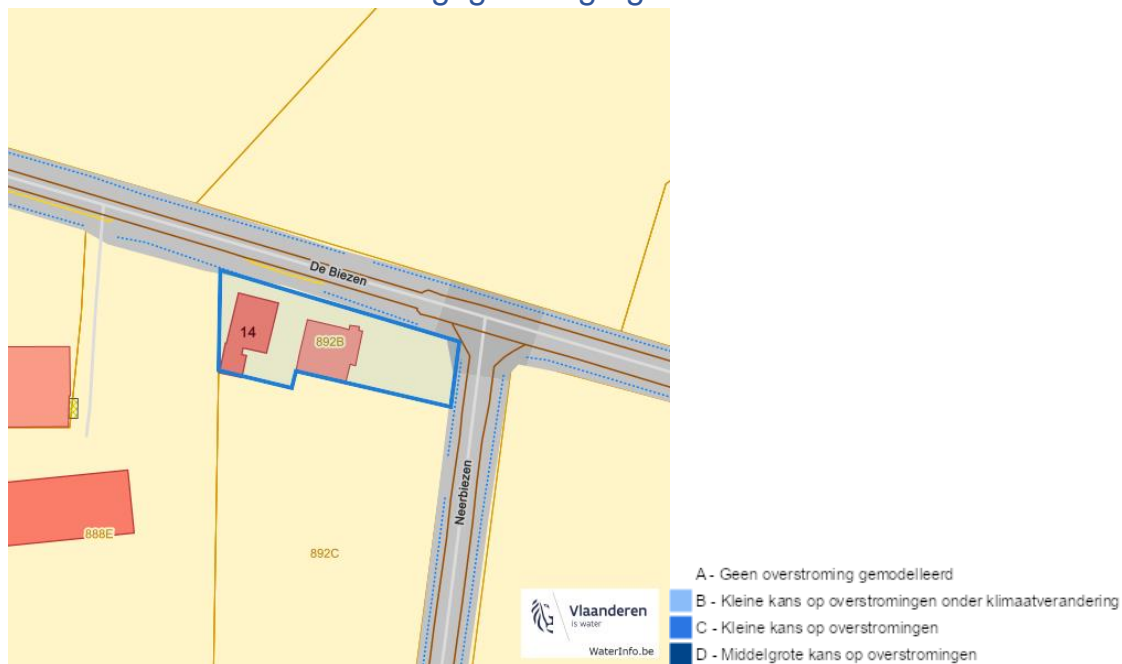 De Biezen
14
892B
Neerbiezen
888E
892C
Vlaanderen
is water
WaterInfo.be
A - Geen overstroming gemodelleerd
B - Kleine kans op overstromingen onder klimaatverandering
C - Kleine kans op overstromingen
D - Middelgrote kans op overstromingen